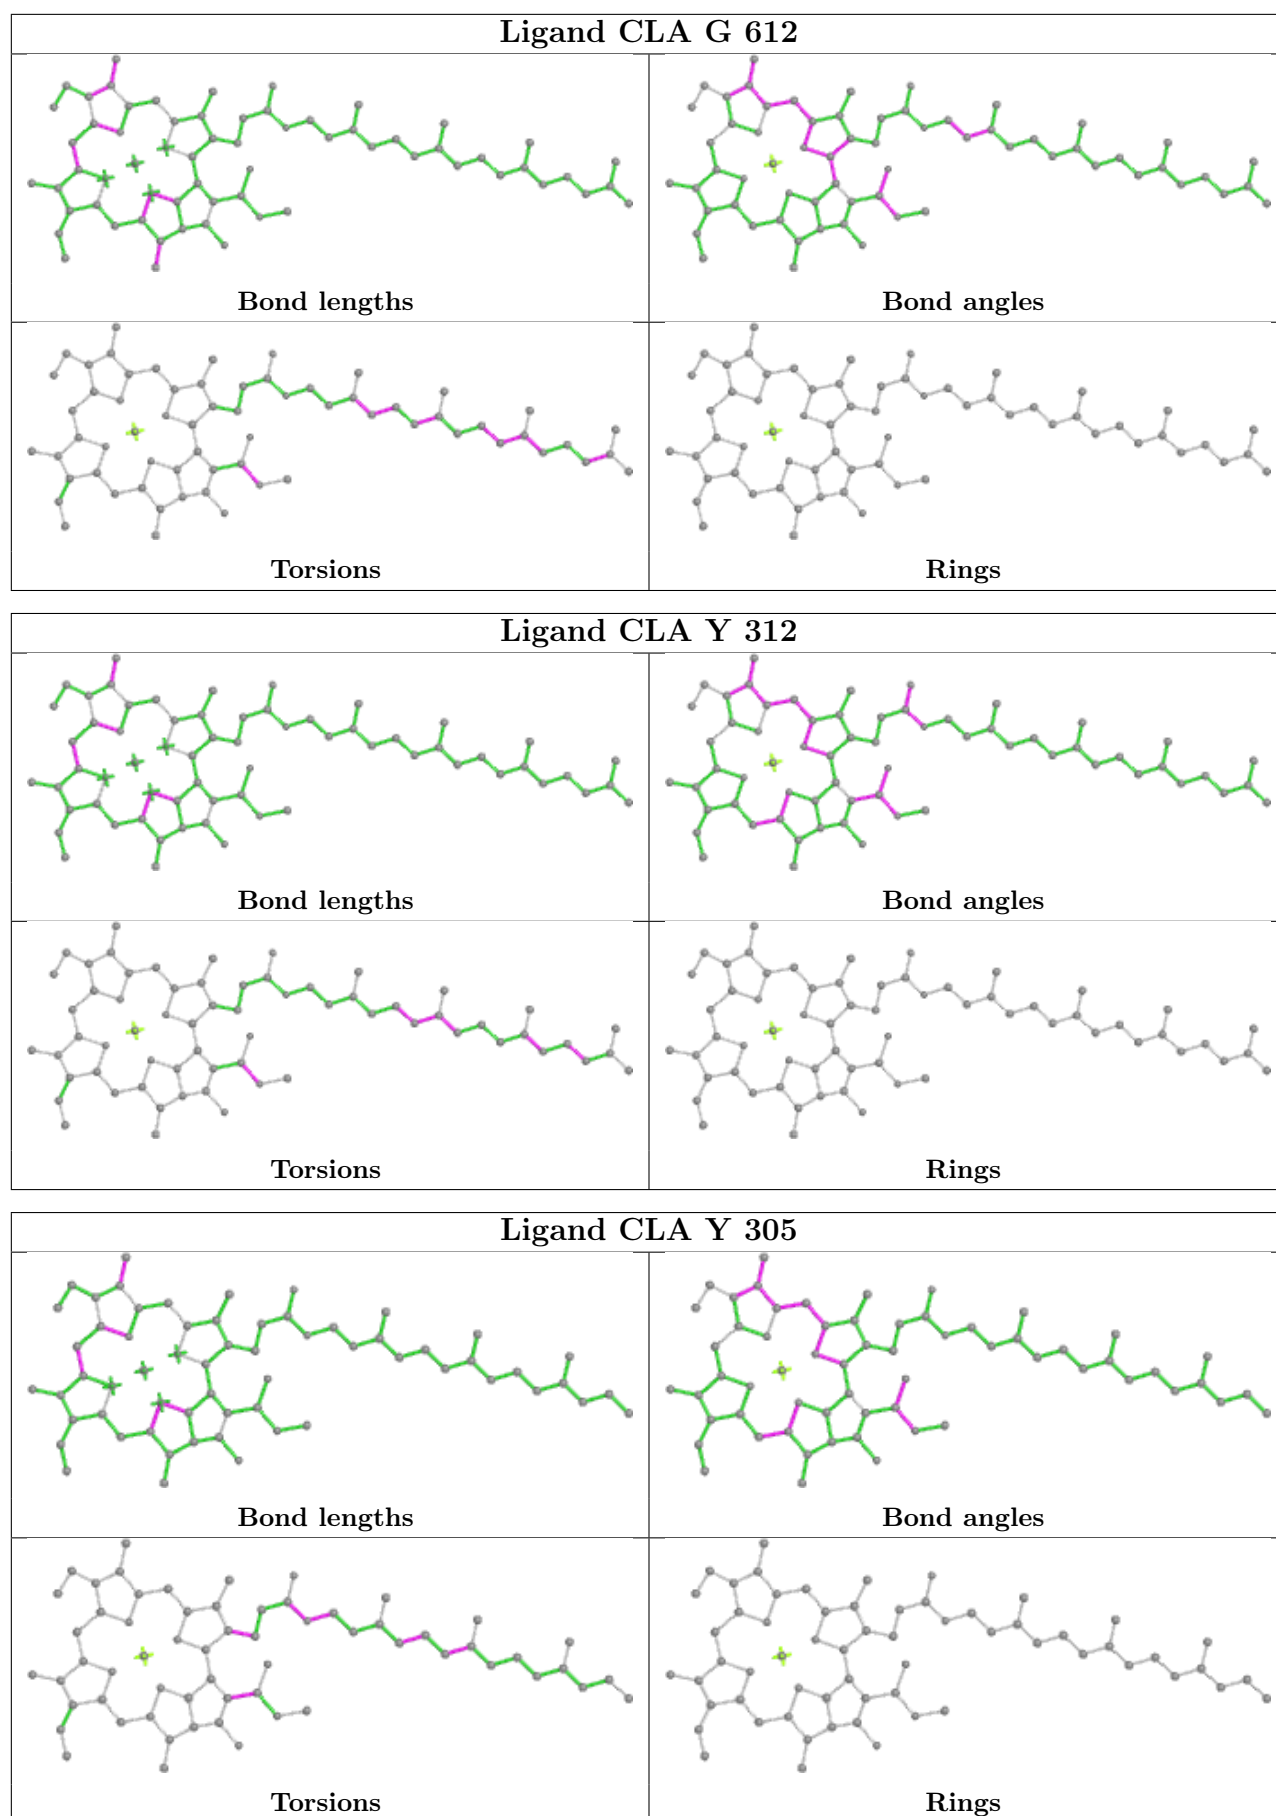 Ligand CLA G 612
Bond lengths
Bond angles
Torsions
Rings
Ligand CLA Y 312
Bond lengths
Bond angles
Torsions
Rings
Ligand CLA Y 305
Bond lengths
Bond angles
Torsions
Rings